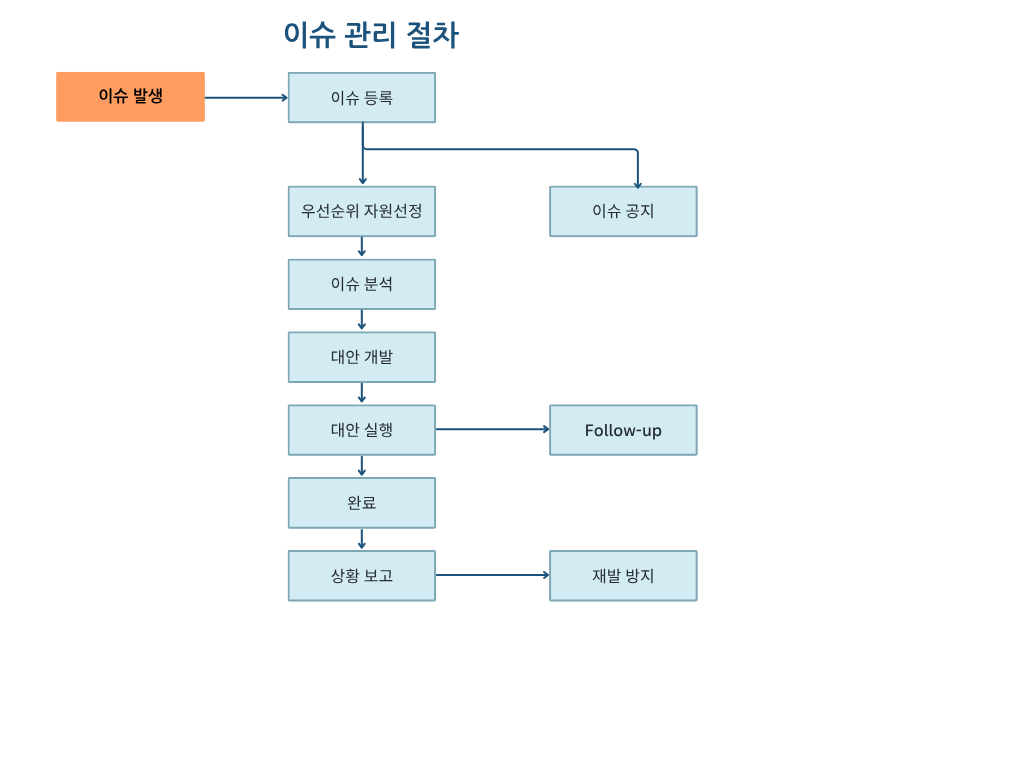 이슈 관리 절차
이슈 발생
이슈 등록
우선순위 자원선정
이슈 공지
이슈 분석
대안 개발
대안 실행
Follow-up
완료
상황 보고
재발 방지